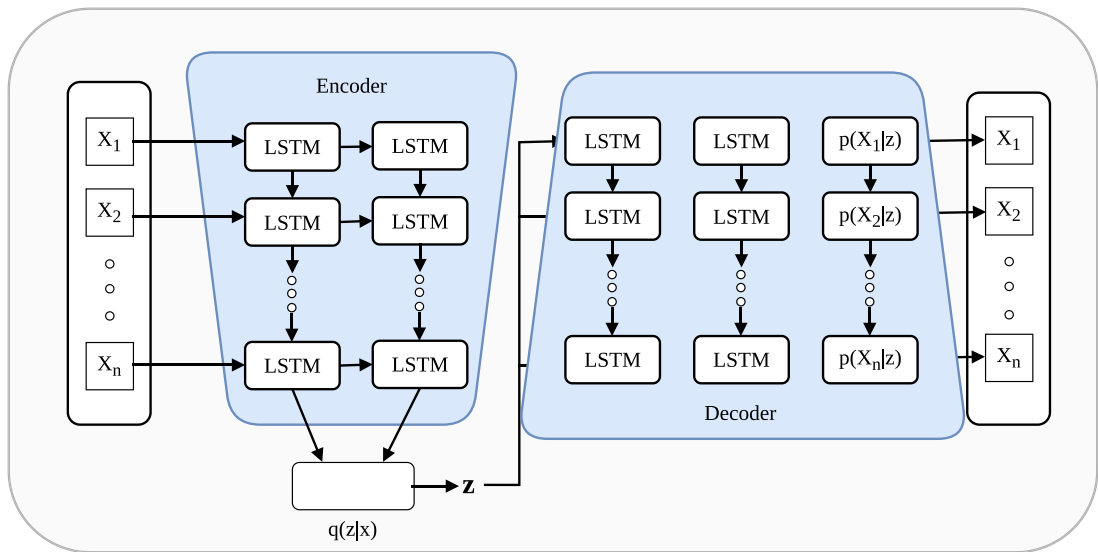 Encoder
X1
LSTM
LSTM
LSTM
LSTM
p(X1|z)
X1
X2
LSTM
LSTM
LSTM
LSTM
p(X2|z)
X2
Xn
LSTM
LSTM
LSTM
LSTM
p(Xn|z)
Xn
Decoder
z
q(z|x)